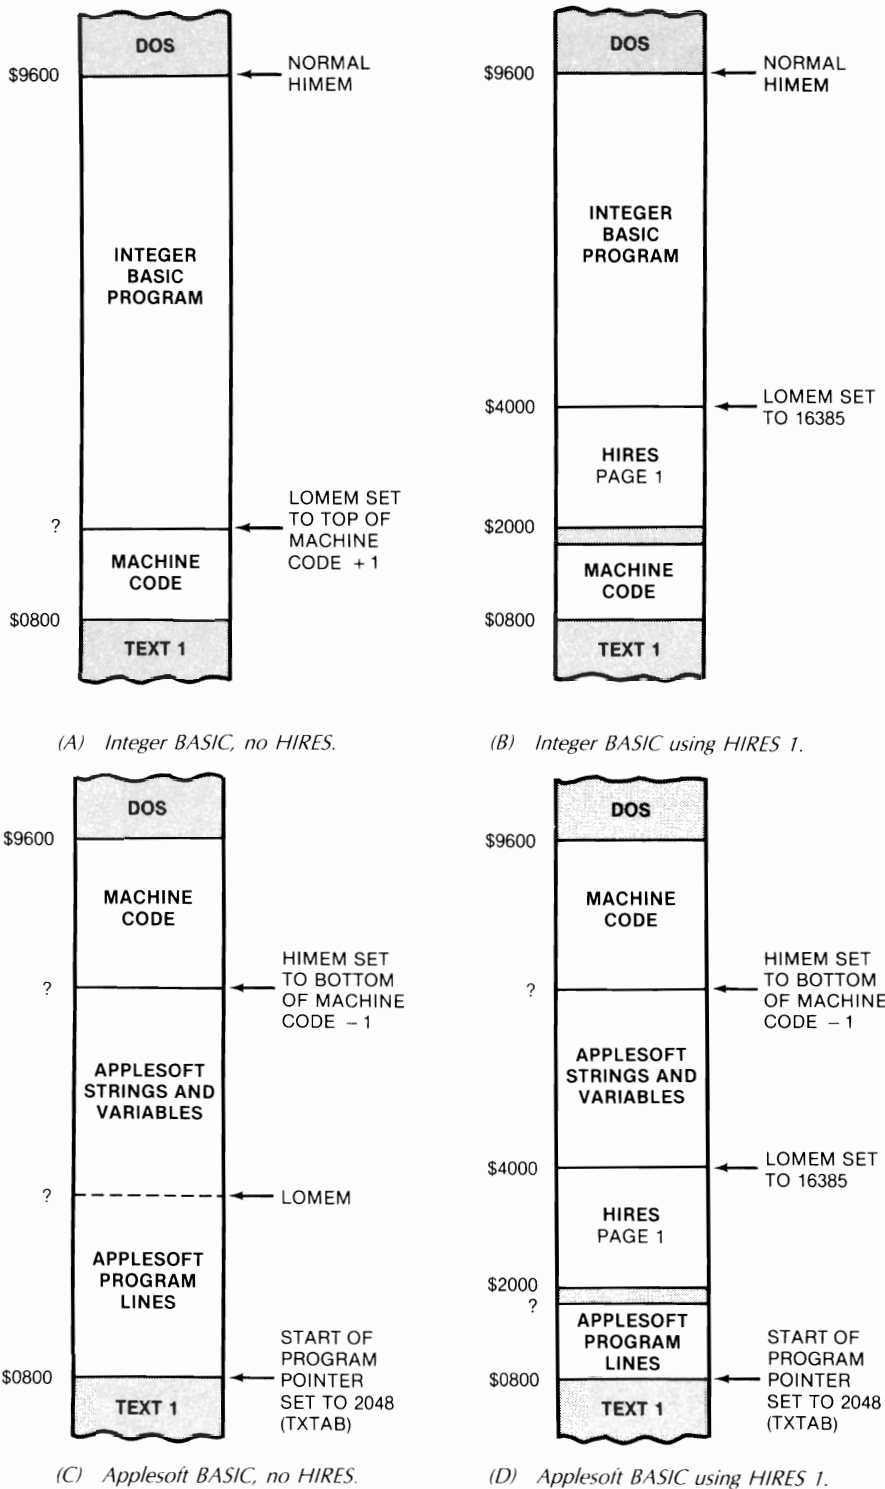 DOS
$9600
NORMAL
HIMEM
INTEGER
BASIC
PROGRAM
LOMEM SET
TO TOP OF
MACHINE
CODE + 1
?
MACHINE
CODE
$0800
TEXT 1
(A) Integer BASIC, no HIRES.
DOS
$9600
NORMAL
HIMEM
INTEGER
BASIC
PROGRAM
$4000
LOMEM SET
TO 16385
HIRES
PAGE 1
$2000
MACHINE
CODE
$0800
TEXT 1
(B) Integer BASIC using HIRES 1.
DOS
$9600
MACHINE
CODE
?
HIMEM SET
TO BOTTOM
OF MACHINE
CODE – 1
APPLESOFT
STRINGS AND
VARIABLES
?
LOMEM
APPLESOFT
PROGRAM
LINES
$0800
START OF
PROGRAM
POINTER
SET TO 2048
(TXTAB)
TEXT 1
(C) Applesoft BASIC, no HIRES.
DOS
$9600
MACHINE
CODE
?
HIMEM SET
TO BOTTOM
OF MACHINE
CODE – 1
APPLESOFT
STRINGS AND
VARIABLES
$4000
LOMEM SET
TO 16385
HIRES
PAGE 1
$2000
?
APPLESOFT
PROGRAM
LINES
$0800
START OF
PROGRAM
POINTER
SET TO 2048
(TXTAB)
TEXT 1
(D) Applesoft BASIC using HIRES 1.